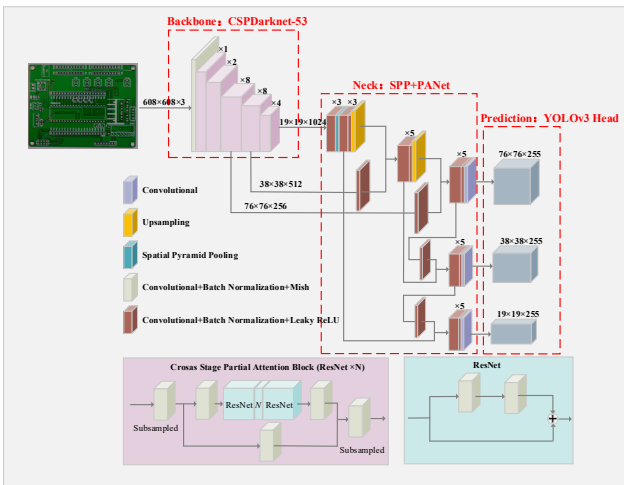 Backbone：CSPDarknet-53
×1
×2
×8
×8
×4
608×608×3
19×19×1024
Neck：SPP+PANet
×3 ×3
×5
Prediction：YOLOv3 Head
×5
76×76×255
38×38×512
76×76×256
Convolutional
Upsampling
Spatial Pyramid Pooling
Convolutional+Batch Normalization+Mish
Convolutional+Batch Normalization+Leaky ReLU
×5
38×38×255
×5
19×19×255
Crosas Stage Partial Attention Block (ResNet ×N)
Subsampled
ResNet N ResNet
Subsampled
ResNet
+